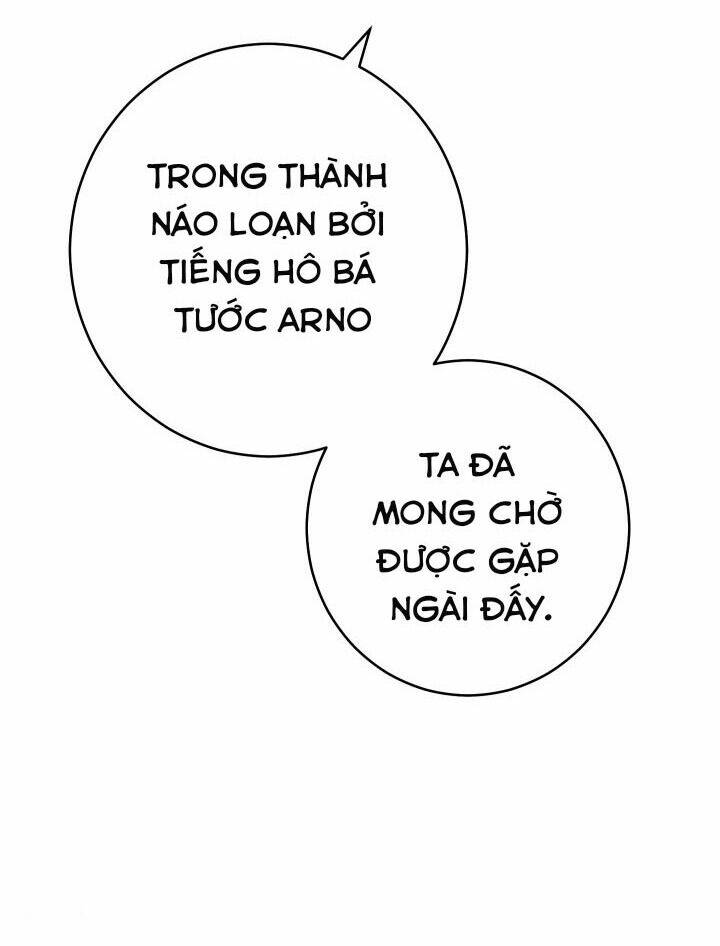 TRONG THÀNH
NÁO LOẠN BỞI
TIẾNG HÔ BÁ
TƯỚC ARNO
TA ĐÃ
MONG CHỜ
ĐƯỢC GẶP
NGÀI ĐẤY.